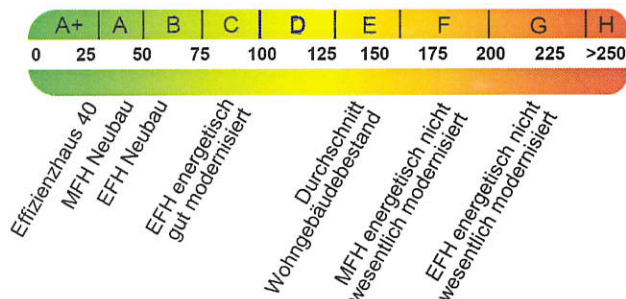 A+ A B C D E F G H
0 25 50 75 100 125 150 175 200 225 >250
Effizienzhaus 40
MFH Neubau
EFH Neubau
EFH energetisch
gut modernisiert
Durchschnitt
Wohngebäudebestand
MFH energetisch nicht
wesentlich modernisiert
EFH energetisch nicht
wesentlich modernisiert